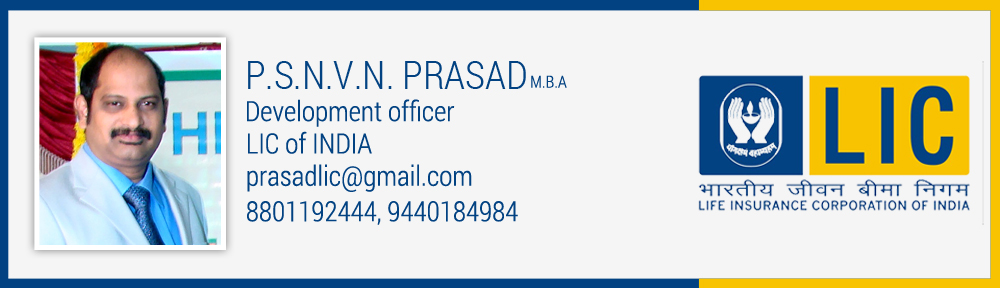 P.S.N.V.N. PRASAD M.B.A
Development officer
LIC of INDIA
prasadlic@gmail.com
8801192444, 9440184984
LIC
भारतीय जीवन बीमा निगम
LIFE INSURANCE CORPORATION OF INDIA